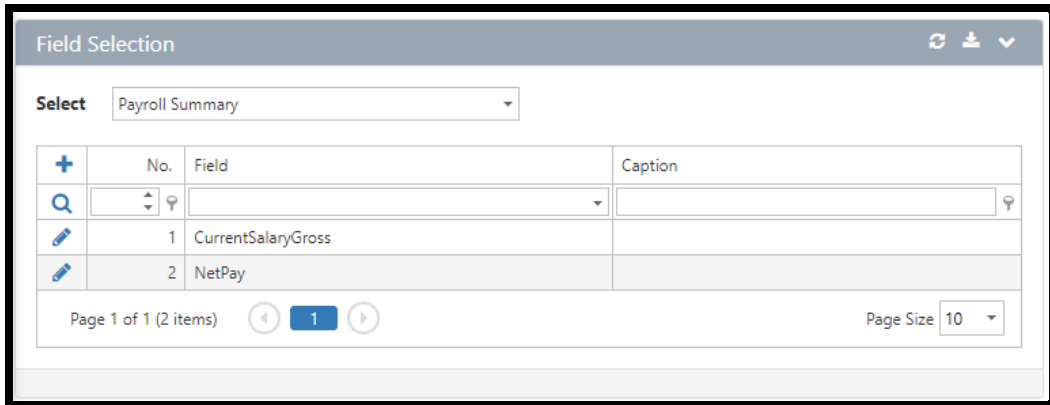 Field Selection
Select Payroll Summary
No. Field Caption
1 CurrentSalaryGross
2 NetPay
Page 1 of 1 (2 items) 1 Page Size 10